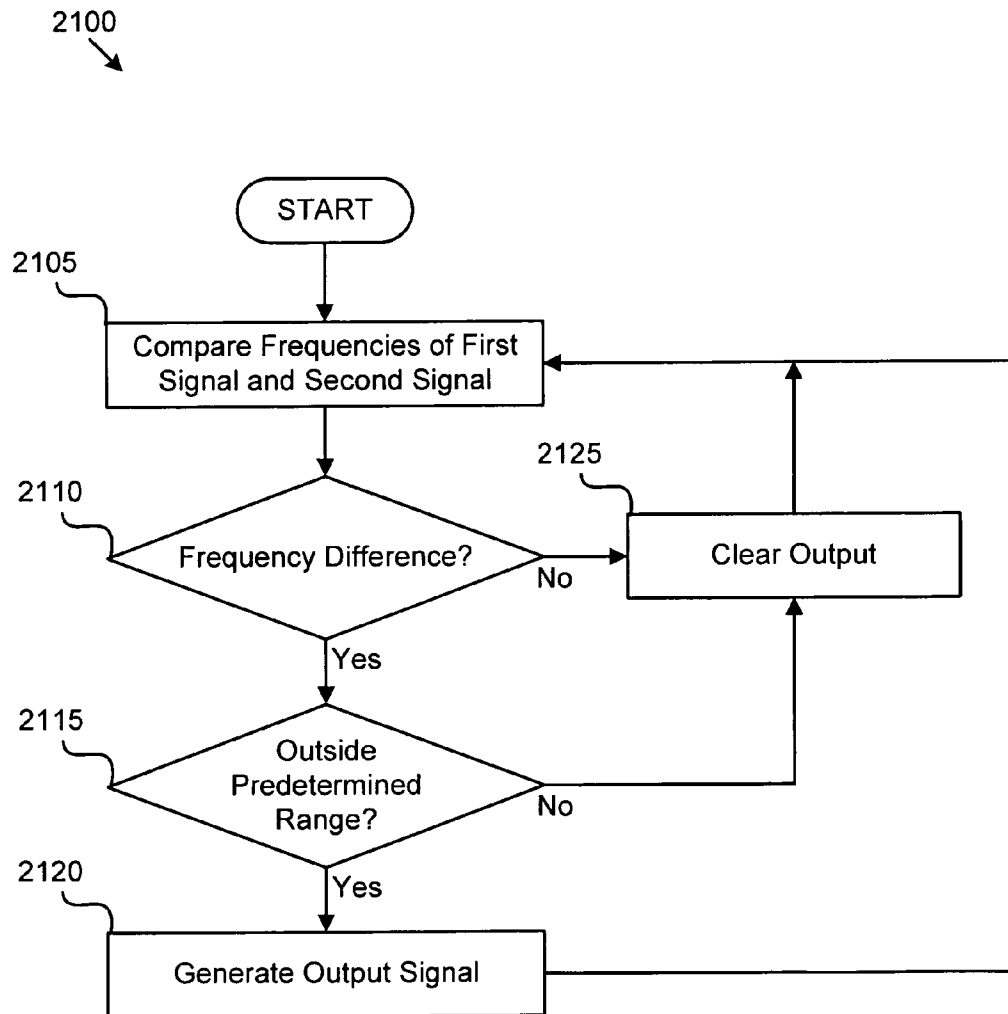 2100
START
2105
Compare Frequencies of First
Signal and Second Signal
2125
2110
Frequency Difference?
No
Clear Output
Yes
2115
Outside
Predetermined
Range?
No
2120
Yes
Generate Output Signal